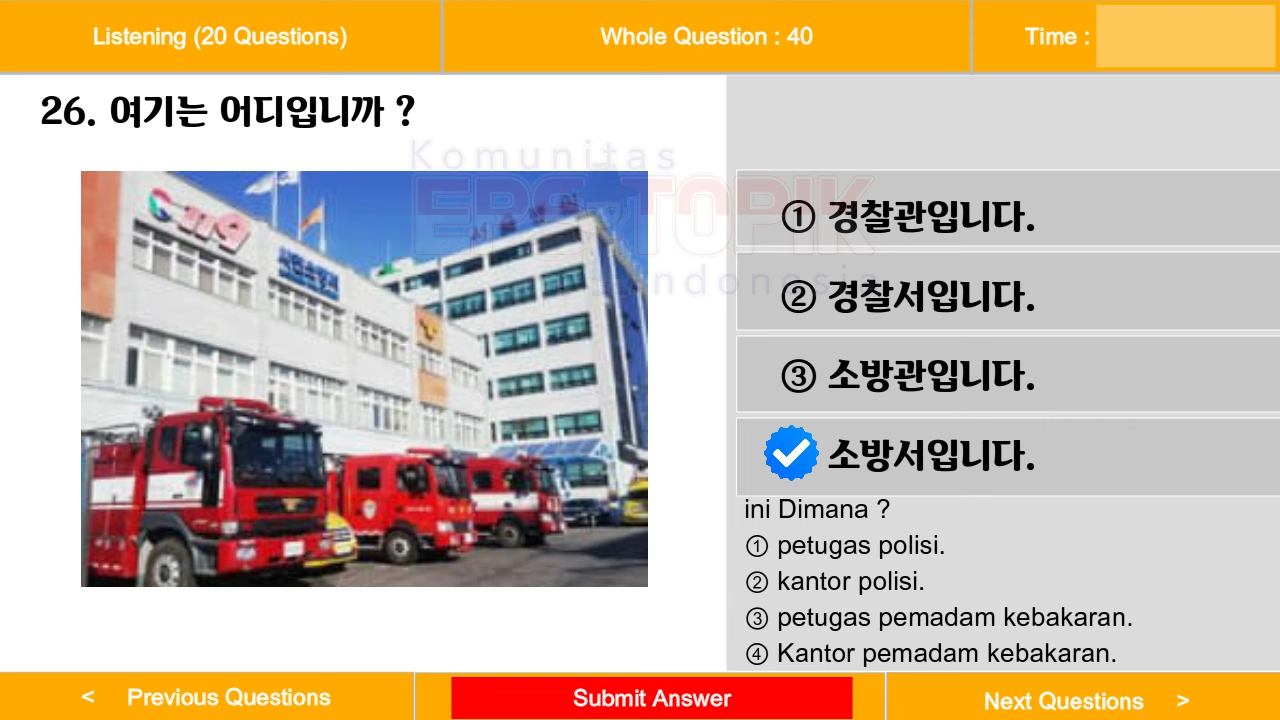 Listening (20 Questions)
Whole Question : 40
Time :
26. 여기는 어디입니까 ?
Komunitas
EPS TOPIK
Indonesia
119
① 경찰관입니다.
② 경찰서입니다.
③ 소방관입니다.
소방서입니다.
ini Dimana ?
① petugas polisi.
② kantor polisi.
③ petugas pemadam kebakaran.
④ Kantor pemadam kebakaran.
< Previous Questions
Submit Answer
Next Questions >